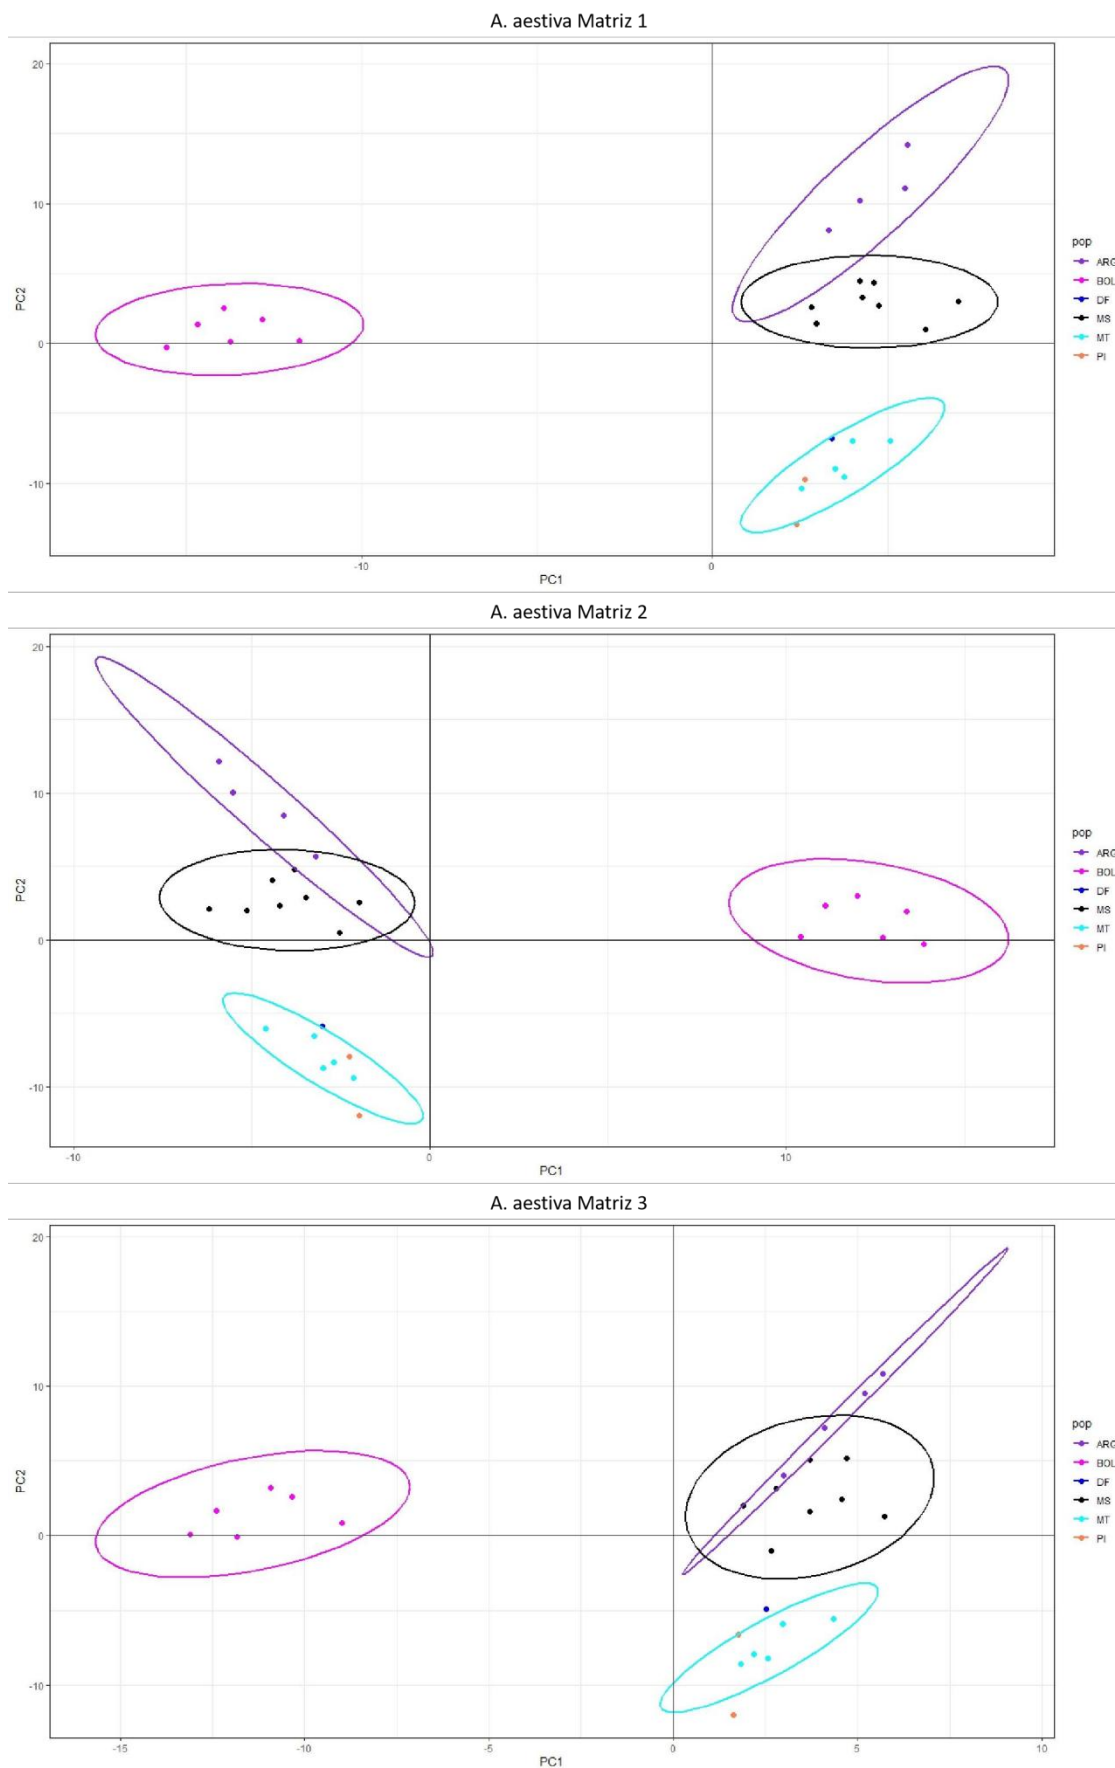 A. aestiva Matriz 1
20
10
0
-10
PC2
-10
0
PC1
pop
ARG
BOL
DF
MS
MT
PI
A. aestiva Matriz 2
20
10
0
-10
PC2
-10
0
10
PC1
pop
ARG
BOL
DF
MS
MT
PI
A. aestiva Matriz 3
20
10
0
-10
PC2
-15
-10
-5
0
5
10
PC1
pop
ARG
BOL
DF
MS
MT
PI